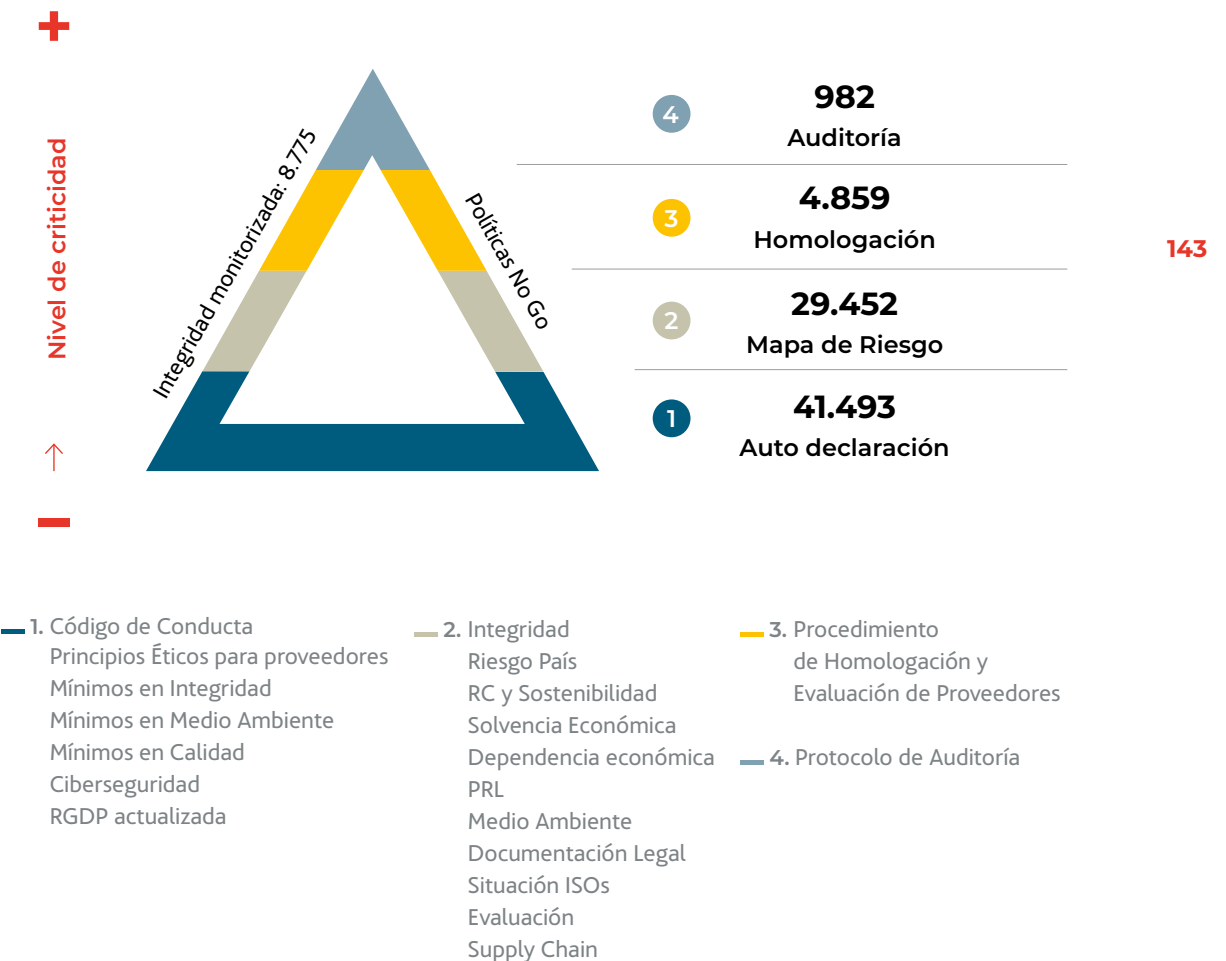 Nivel de criticidad
Integridad monitorizada: 8.775
Políticas No Go
4
982
Auditoría
3
4.859
Homologación
2
29.452
Mapa de Riesgo
1
41.493
Auto declaración
143
1. Código de Conducta
Principios Éticos para proveedores
Mínimos en Integridad
Mínimos en Medio Ambiente
Mínimos en Calidad
Ciberseguridad
RGDP actualizada
2. Integridad
Riesgo País
RC y Sostenibilidad
Solvencia Económica
Dependencia económica
PRL
Medio Ambiente
Documentación Legal
Situación ISOs
Evaluación
Supply Chain
3. Procedimiento
de Homologación y
Evaluación de Proveedores
4. Protocolo de Auditoría